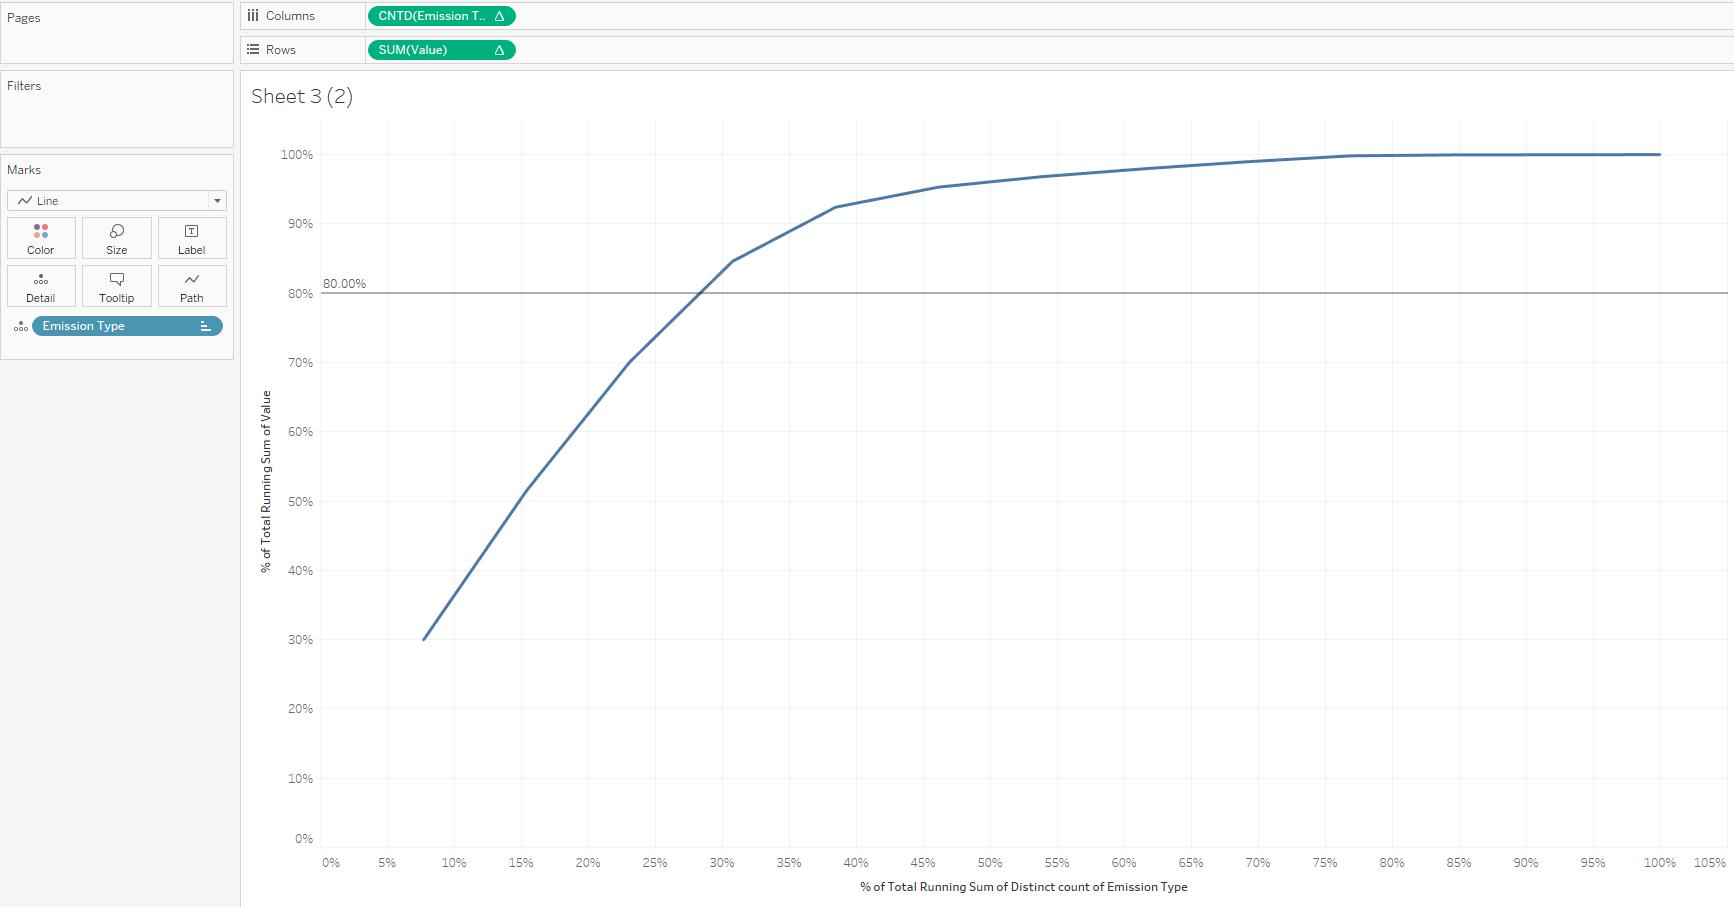 Pages
Columns
CNTD(Emission T..
Rows
SUM(Value)
Filters
Sheet 3 (2)
Marks
Line
Color
Size
Label
Detail
Tooltip
Path
Emission Type
100%
90%
80.00%
80%
70%
60%
50%
40%
30%
20%
10%
0%
% of Total Running Sum of Value
0% 5% 10% 15% 20% 25% 30% 35% 40% 45% 50% 55% 60% 65% 70% 75% 80% 85% 90% 95% 100% 105%
% of Total Running Sum of Distinct count of Emission Type